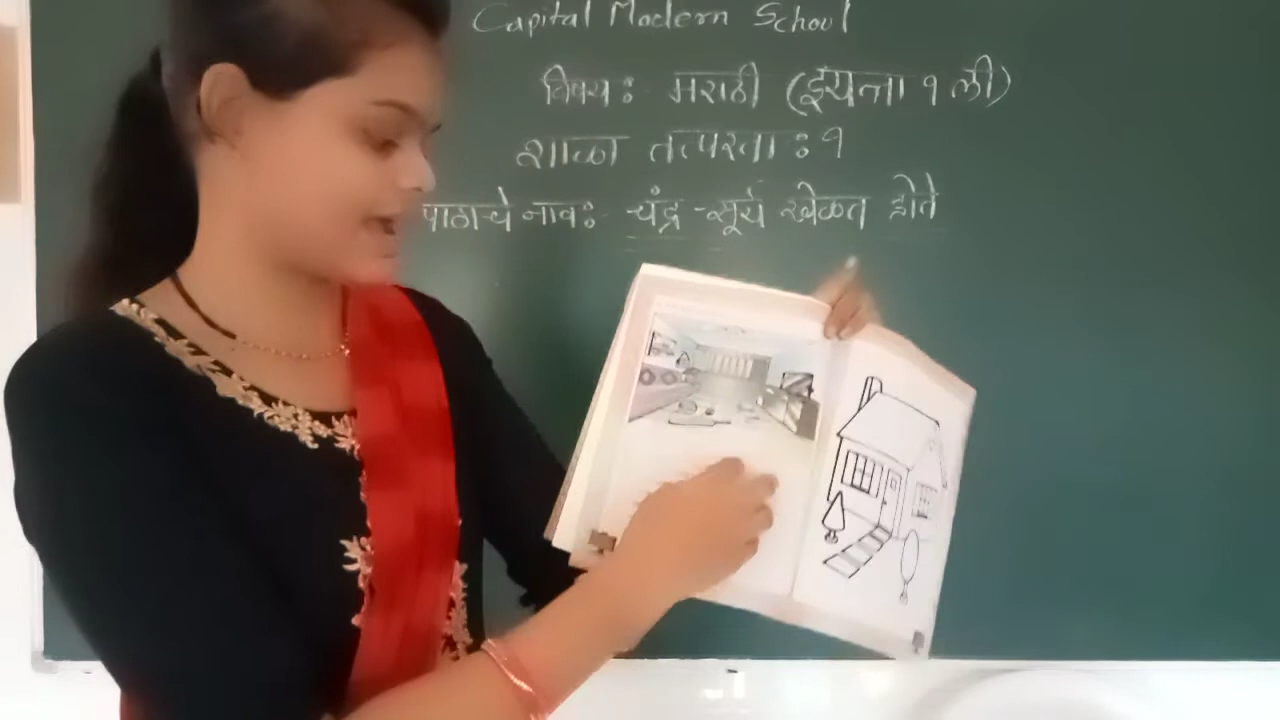 Capital Modern School
विषय: मराठी (इयत्ता १ ली)
शाळा तत्परता: १
पाठाचे नाव: चंद्र-सूर्य खेळत होते